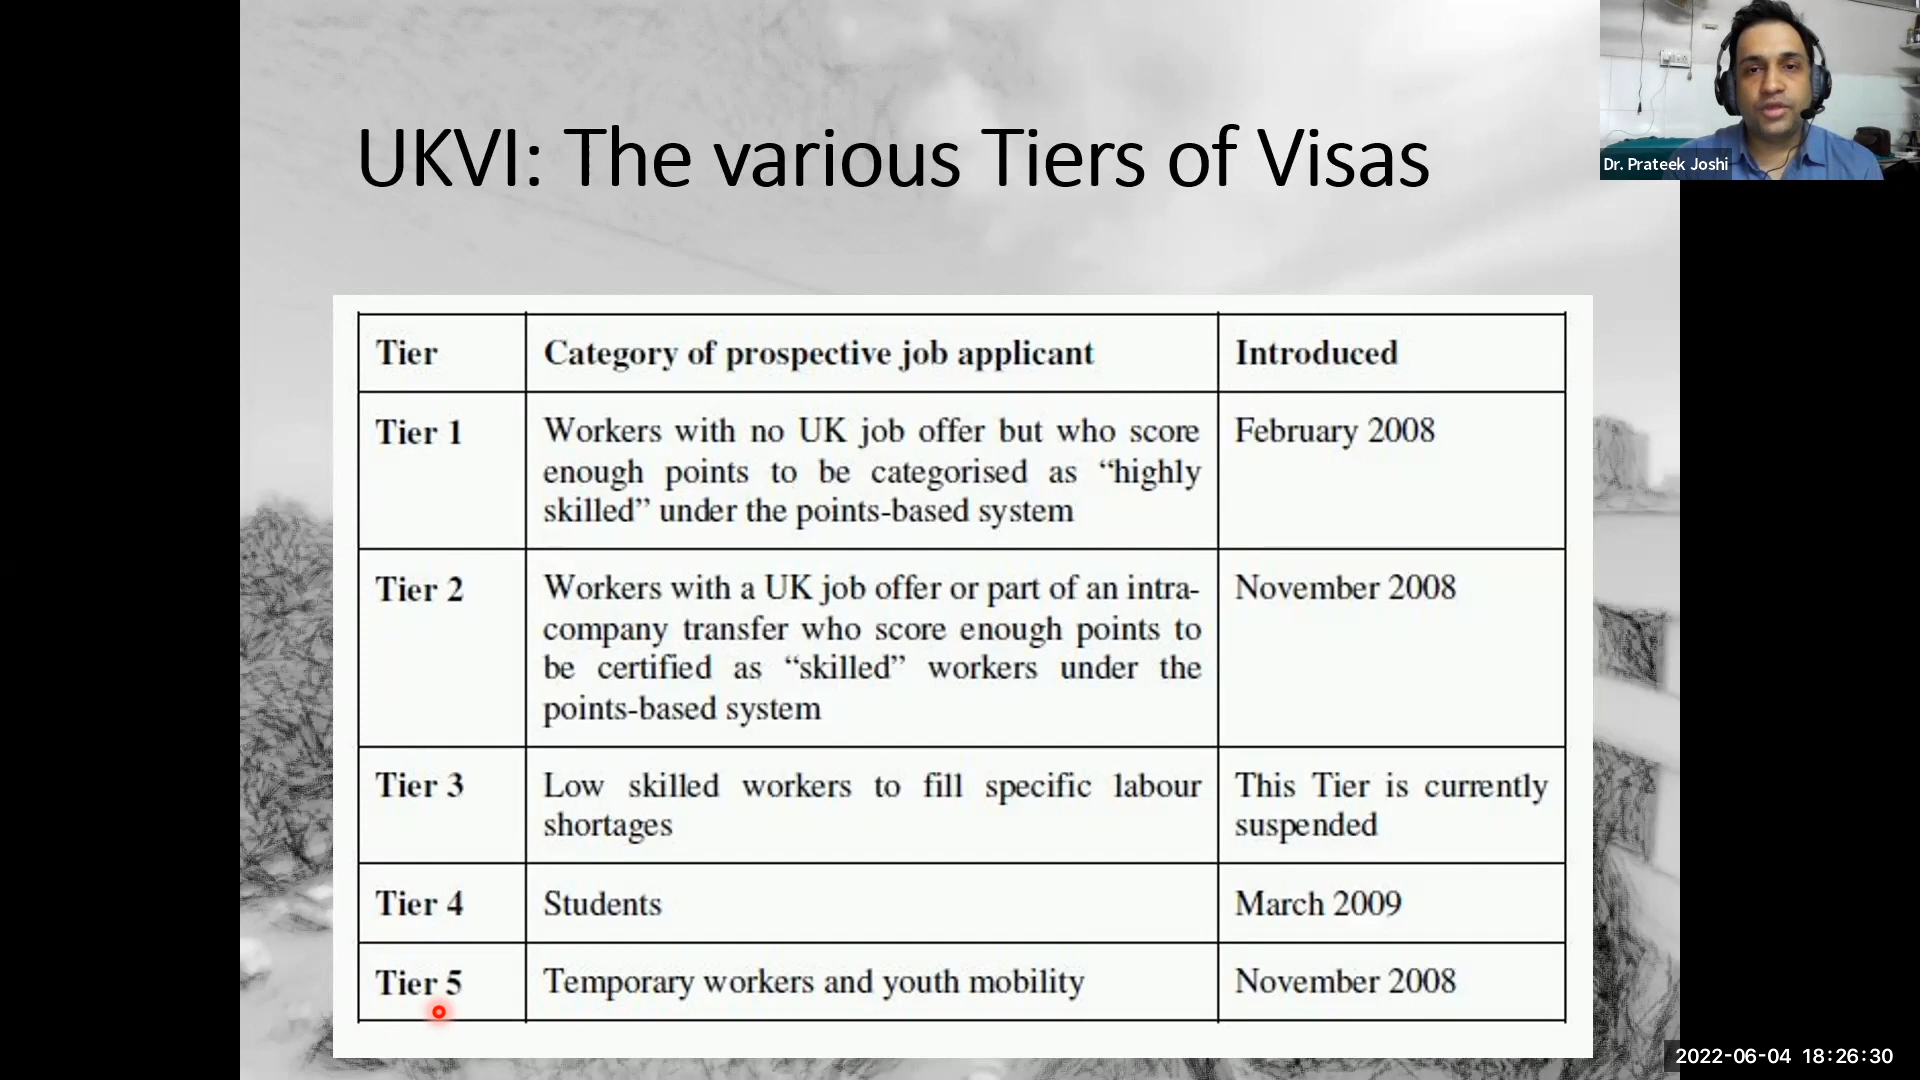 UKVI: The various Tiers of Visas
Dr. Prateek Joshi
Tier
Category of prospective job applicant
Introduced
Tier 1
Workers with no UK job offer but who score
enough points to be categorised as “highly
skilled” under the points-based system
February 2008
Tier 2
Workers with a UK job offer or part of an intra-
company transfer who score enough points to
be certified as “skilled” workers under the
points-based system
November 2008
Tier 3
Low skilled workers to fill specific labour
shortages
This Tier is currently
suspended
Tier 4
Students
March 2009
Tier 5
Temporary workers and youth mobility
November 2008
2022-06-04 18:26:30